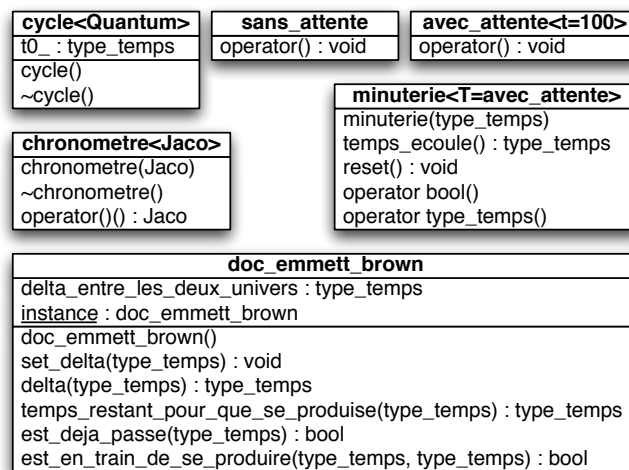 cycle<Quantum>
t0_ : type_temps
cycle()
~cycle()
sans_attente
operator() : void
avec_attente<t=100>
operator() : void
minuterie<T=avec_attente>
minuterie(type_temps)
temps_ecoule() : type_temps
reset() : void
operator bool()
operator type_temps()
chronometre<Jaco>
chronometre(Jaco)
~chronometre()
operator()() : Jaco
doc_emmett_brown
delta_entre_les_deux_univers : type_temps
instance : doc_emmett_brown
doc_emmett_brown()
set_delta(type_temps) : void
delta(type_temps) : type_temps
temps_restant_pour_que_se_produise(type_temps) : type_temps
est_deja_passe(type_temps) : bool
est_en_train_de_se_produire(type_temps, type_temps) : bool